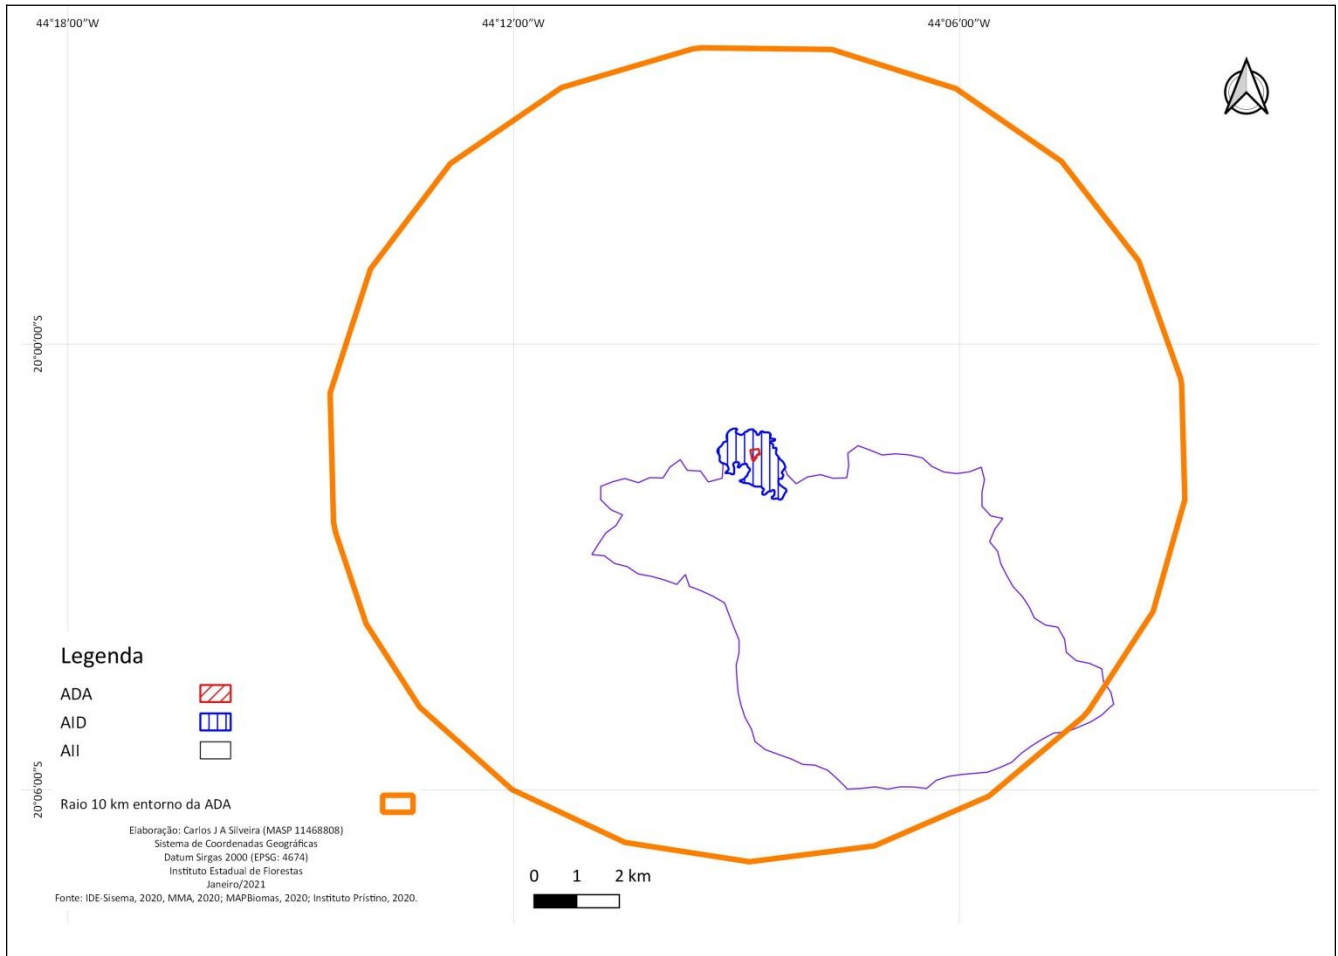 44°18'00"W
44°12'00"W
44°06'00"W
20°00'00"S
20°06'00"S
Legenda
ADA
AID
AII
Raio 10 km entorno da ADA
Elaboração: Carlos J A Silveira (MASP 11468808)
Sistema de Coordenadas Geográficas
Datum Sirgas 2000 (EPSG: 4674)
Instituto Estadual de Florestas
Janeiro/2021
Fonte: IDE-Sisema, 2020, MMA, 2020; MAPBiomas, 2020; Instituto Prístino, 2020.
0 1 2 km